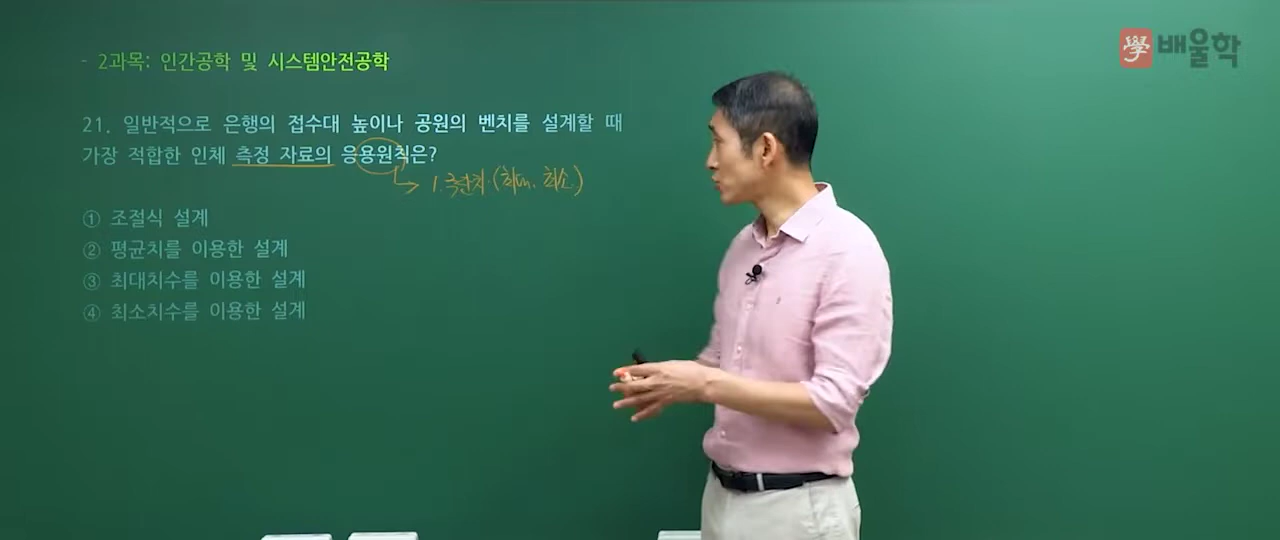 學 배울학
- 2과목: 인간공학 및 시스템안전공학
21. 일반적으로 은행의 접수대 높이나 공원의 벤치를 설계할 때
가장 적합한 인체 측정 자료의 응용원칙은?
1. 극단치.(최대, 최소.)
① 조절식 설계
② 평균치를 이용한 설계
③ 최대치수를 이용한 설계
④ 최소치수를 이용한 설계